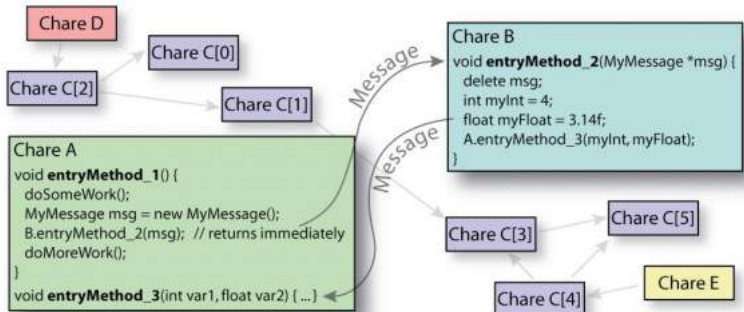 Chare D
Chare C[0]
Chare C[2]
Chare C[1]
Message
Chare B
void entryMethod_2(MyMessage *msg) {
delete msg;
int myInt = 4;
float myFloat = 3.14f;
A.entryMethod_3(myInt, myFloat);
}
Message
Chare A
void entryMethod_1() {
doSomeWork();
MyMessage msg = new MyMessage();
B.entryMethod_2(msg); // returns immediately
doMoreWork();
}
void entryMethod_3(int var1, float var2) { ... }
Chare C[3]
Chare C[5]
Chare C[4]
Chare E